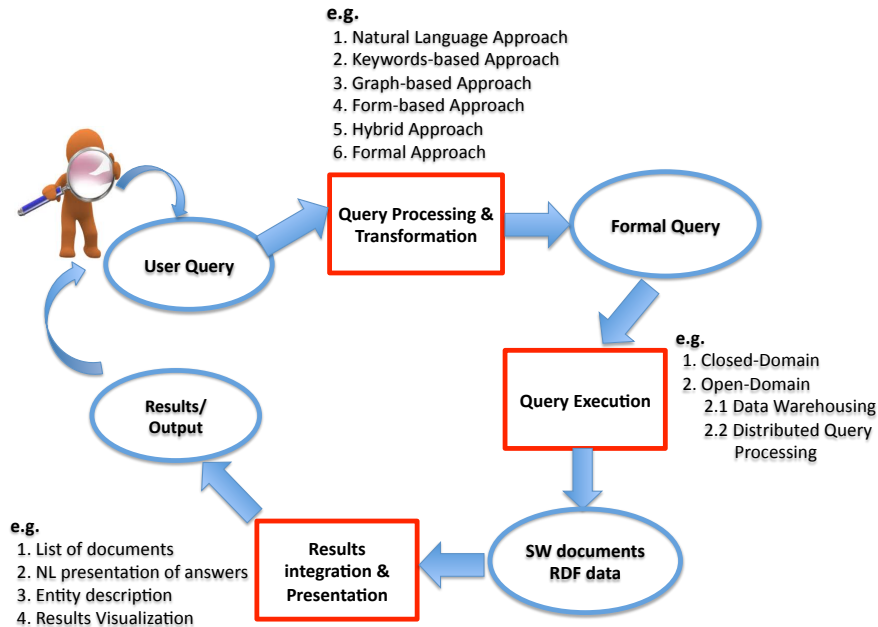 e.g.
1. Natural Language Approach
2. Keywords-based Approach
3. Graph-based Approach
4. Form-based Approach
5. Hybrid Approach
6. Formal Approach
User Query
Query Processing &
Transformation
Formal Query
e.g.
1. Closed-Domain
2. Open-Domain
2.1 Data Warehousing
2.2 Distributed Query
Processing
Query Execution
SW documents
RDF data
Results
integration &
Presentation
e.g.
1. List of documents
2. NL presentation of answers
3. Entity description
4. Results Visualization
Results/
Output